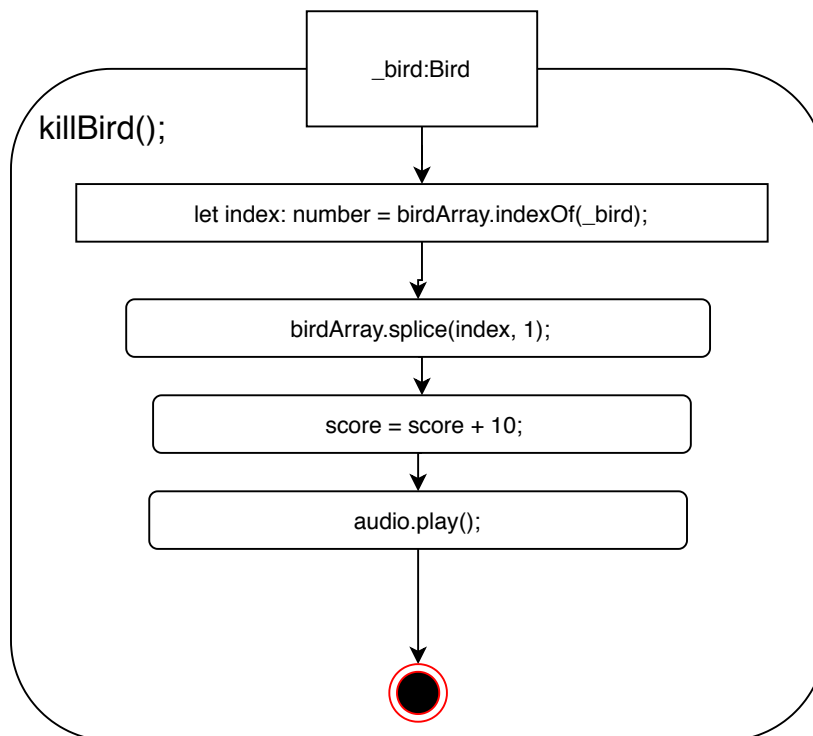 _bird:Bird
killBird();
let index: number = birdArray.indexOf(_bird);
birdArray.splice(index, 1);
score = score + 10;
audio.play();